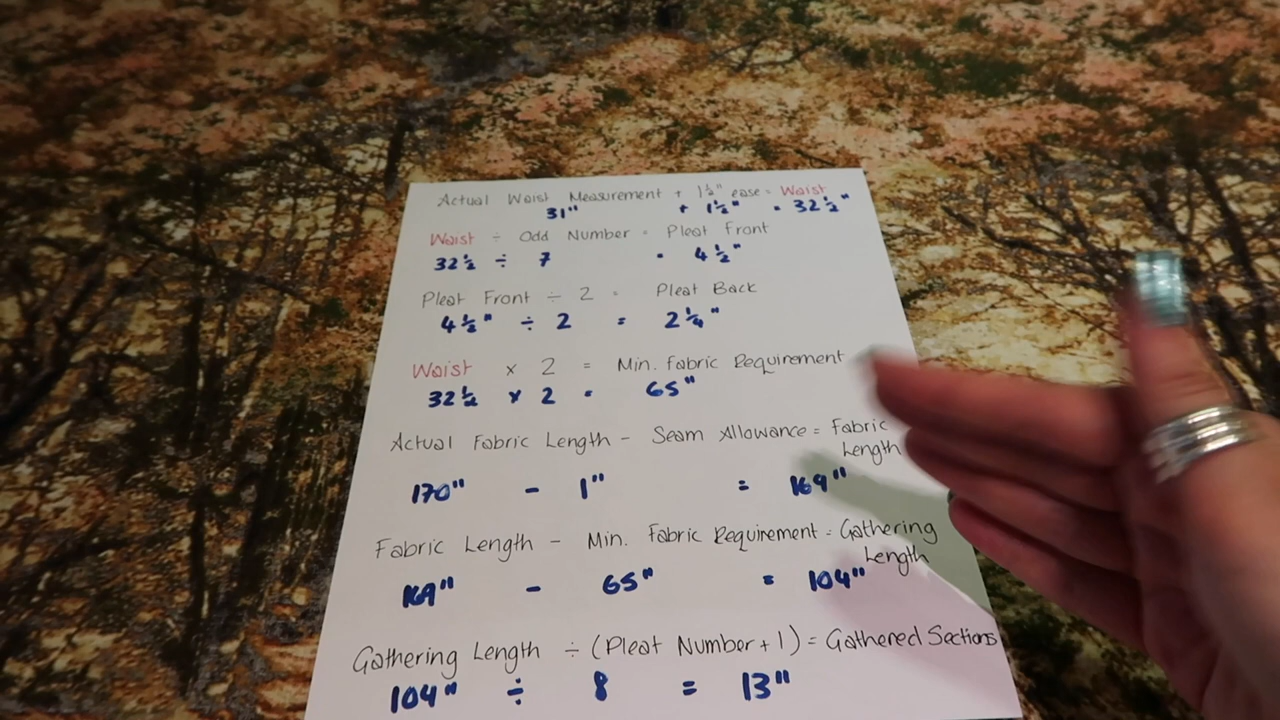 Actual Waist Measurement + 1½" ease = Waist
31" + 1½" = 32½"
Waist ÷ Odd Number = Pleat Front
32½ ÷ 7 = 4½"
Pleat Front ÷ 2 = Pleat Back
4½" ÷ 2 = 2¼"
Waist × 2 = Min. Fabric Requirement
32½ × 2 = 65"
Actual Fabric Length - Seam Allowance = Fabric
Length
170" - 1" = 169"
Fabric Length - Min. Fabric Requirement = Gathering
Length
169" - 65" = 104"
Gathering Length ÷ (Pleat Number + 1) = Gathered Sections
104" ÷ 8 = 13"